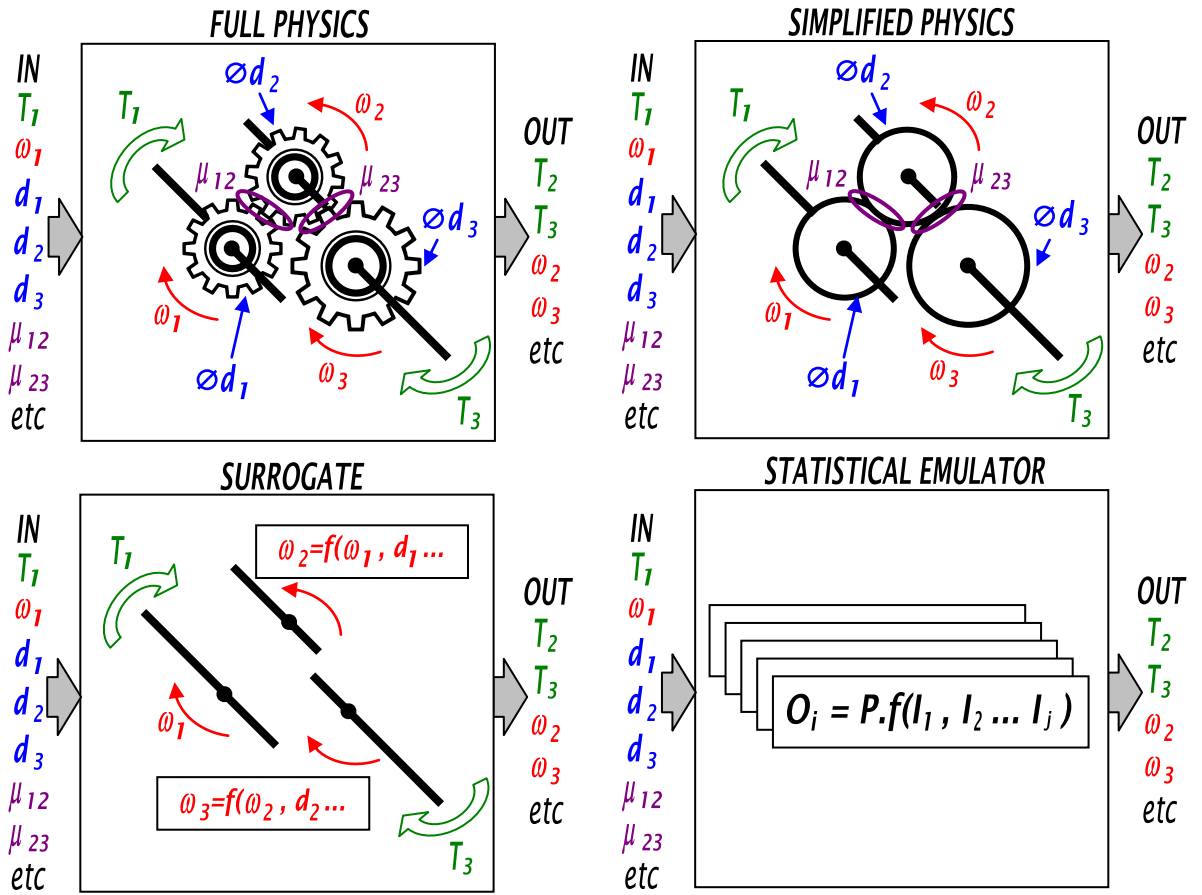 FULL PHYSICS
IN
T1
ω1
d1
d2
d3
μ12
μ23
etc
T1
∅d2
ω2
μ12
μ23
∅d3
ω1
∅d1
ω3
T3
OUT
T2
T3
ω2
ω3
etc
SIMPLIFIED PHYSICS
IN
T1
ω1
d1
d2
d3
μ12
μ23
etc
T1
∅d2
ω2
μ12
μ23
∅d3
ω1
∅d1
ω3
T3
OUT
T2
T3
ω2
ω3
etc
SURROGATE
IN
T1
ω1
d1
d2
d3
μ12
μ23
etc
T1
ω2=f(ω1, d1...
ω1
ω3=f(ω2, d2...
T3
OUT
T2
T3
ω2
ω3
etc
STATISTICAL EMULATOR
IN
T1
ω1
d1
d2
d3
μ12
μ23
etc
Oi = P.f(I1, I2 ... Ij)
OUT
T2
T3
ω2
ω3
etc